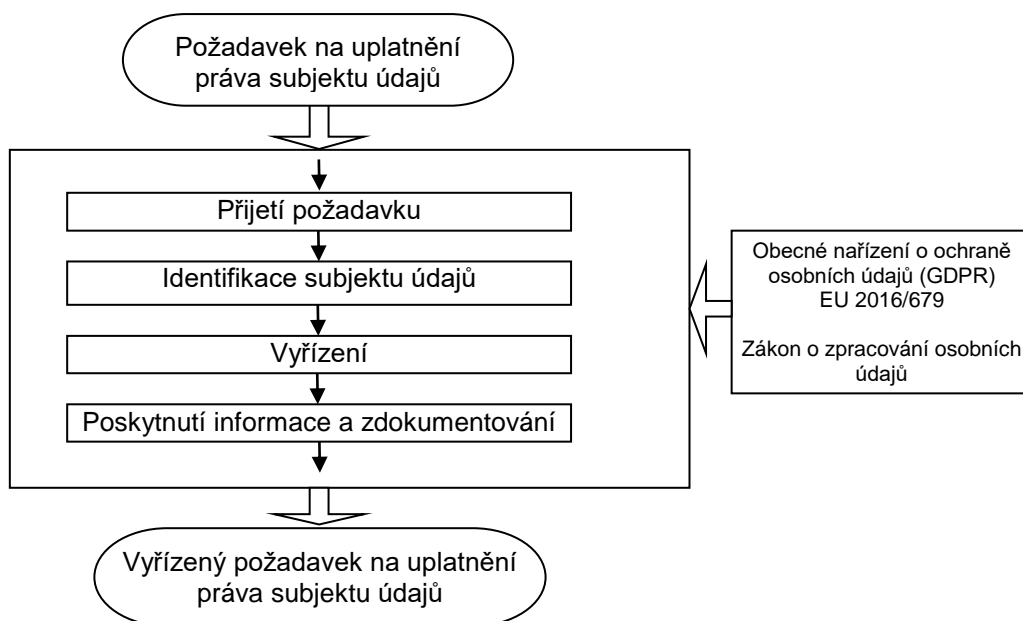 Požadavek na uplatnění
práva subjektu údajů
Přijetí požadavku
Identifikace subjektu údajů
Vyřízení
Poskytnutí informace a zdokumentování
Obecné nařízení o ochraně
osobních údajů (GDPR)
EU 2016/679
Zákon o zpracování osobních
údajů
Vyřízený požadavek na uplatnění
práva subjektu údajů